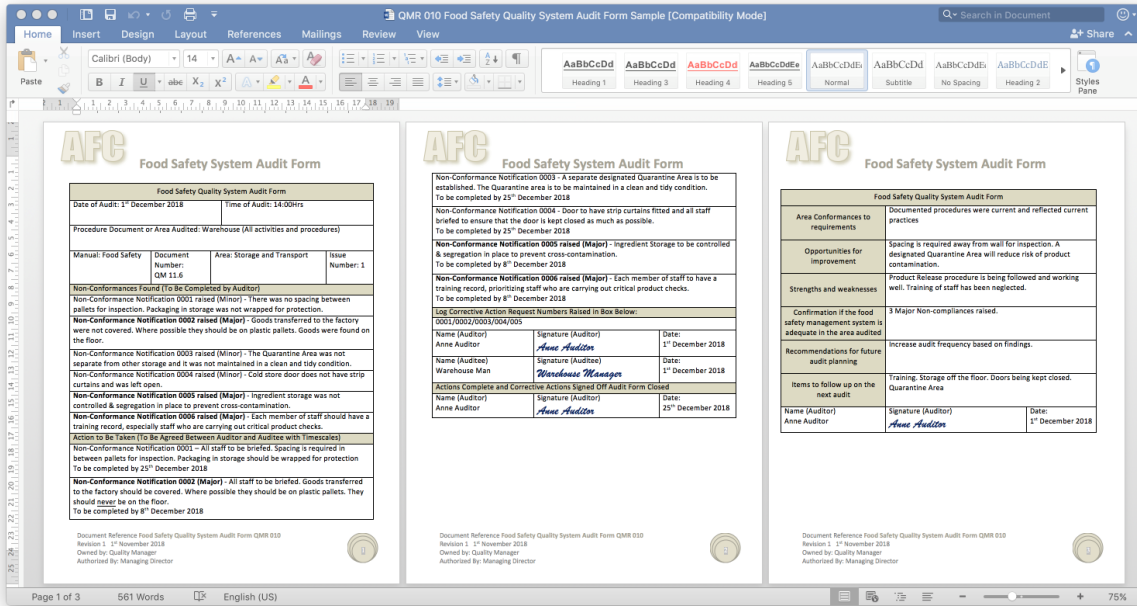 QMR 010 Food Safety Quality System Audit Form Sample [Compatibility Mode]
Search in Document
Home Insert Design Layout References Mailings Review View
Share
Paste
Calibri (Body) 14
AaBbCcDd AaBbCcDd AaBbCcDd AaBbCcDdEe AaBbCcDdEe AaBbCcDd AaBbCcDdEe AaBbCcDdE
Heading 1 Heading 3 Heading 4 Heading 5 Normal Subtitle No Spacing Heading 2
Styles Pane
AFC
Food Safety System Audit Form
Food Safety Quality System Audit Form
Date of Audit: 1st December 2018 Time of Audit: 14:00Hrs
Procedure Document or Area Audited: Warehouse (All activities and procedures)
Manual: Food Safety Document Number: QM 11.6 Area: Storage and Transport Issue Number: 1
Non-Conformances Found (To Be Completed by Auditor)
Non-Conformance Notification 0001 raised (Minor) - There was no spacing between
pallets for inspection. Packaging in storage was not wrapped for protection.
Non-Conformance Notification 0002 raised (Major) - Goods transferred to the factory
were not covered. Where possible they should be on plastic pallets. Goods were found on
the floor.
Non-Conformance Notification 0003 raised (Minor) - The Quarantine Area was not
separate from other storage and it was not maintained in a clean and tidy condition.
Non-Conformance Notification 0004 raised (Minor) - Cold store door does not have strip
curtains and was left open.
Non-Conformance Notification 0005 raised (Major) - Ingredient storage was not
controlled & segregation in place to prevent cross-contamination.
Non-Conformance Notification 0006 raised (Major) - Each member of staff should have a
training record, especially staff who are carrying out critical product checks.
Action to Be Taken (To Be Agreed Between Auditor and Auditee with Timescales)
Non-Conformance Notification 0001 – All staff to be briefed. Spacing is required in
between pallets for inspection. Packaging in storage should be wrapped for protection
To be completed by 25th December 2018
Non-Conformance Notification 0002 (Major) - All staff to be briefed. Goods transferred
to the factory should be covered. Where possible they should be on plastic pallets. They
should never be on the floor.
To be completed by 8th December 2018
Document Reference Food Safety Quality System Audit Form QMR 010
Revision 1 1st November 2018
Owned by: Quality Manager
Authorized By: Managing Director
AFC
Food Safety System Audit Form
Non-Conformance Notification 0003 - A separate designated Quarantine Area is to be
established. The Quarantine area is to be maintained in a clean and tidy condition.
To be completed by 25th December 2018
Non-Conformance Notification 0004 - Door to have strip curtains fitted and all staff
briefed to ensure that the door is kept closed as much as possible.
To be completed by 25th December 2018
Non-Conformance Notification 0005 raised (Major) - Ingredient Storage to be controlled
& segregation in place to prevent cross-contamination.
To be completed by 8th December 2018
Non-Conformance Notification 0006 raised (Major) - Each member of staff to have a
training record, prioritizing staff who are carrying out critical product checks.
To be completed by 8th December 2018
Log Corrective Action Request Numbers Raised in Box Below:
0001/0002/0003/004/005
Name (Auditor) Signature (Auditor) Date:
Anne Auditor Anne Auditor 1st December 2018
Name (Auditee) Signature (Auditee) Date:
Warehouse Man Warehouse Manager 1st December 2018
Actions Complete and Corrective Actions Signed Off Audit Form Closed
Name (Auditor) Signature (Auditor) Date:
Anne Auditor Anne Auditor 25th December 2018
Document Reference Food Safety Quality System Audit Form QMR 010
Revision 1 1st November 2018
Owned by: Quality Manager
Authorized By: Managing Director
AFC
Food Safety System Audit Form
Food Safety Quality System Audit Form
Area Conformances to requirements
Documented procedures were current and reflected current
practices
Opportunities for improvement
Spacing is required away from wall for inspection. A
designated Quarantine Area will reduce risk of product
contamination.
Strengths and weaknesses
Product Release procedure is being followed and working
well. Training of staff has been neglected.
Confirmation if the food
safety management system is
adequate in the area audited
3 Major Non-compliances raised.
Recommendations for future
audit planning
Increase audit frequency based on findings.
Items to follow up on the
next audit
Training. Storage off the floor. Doors being kept closed.
Quarantine Area
Name (Auditor) Signature (Auditor) Date:
Anne Auditor Anne Auditor 1st December 2018
Document Reference Food Safety Quality System Audit Form QMR 010
Revision 1 1st November 2018
Owned by: Quality Manager
Authorized By: Managing Director
Page 1 of 3 561 Words English (US) 75%